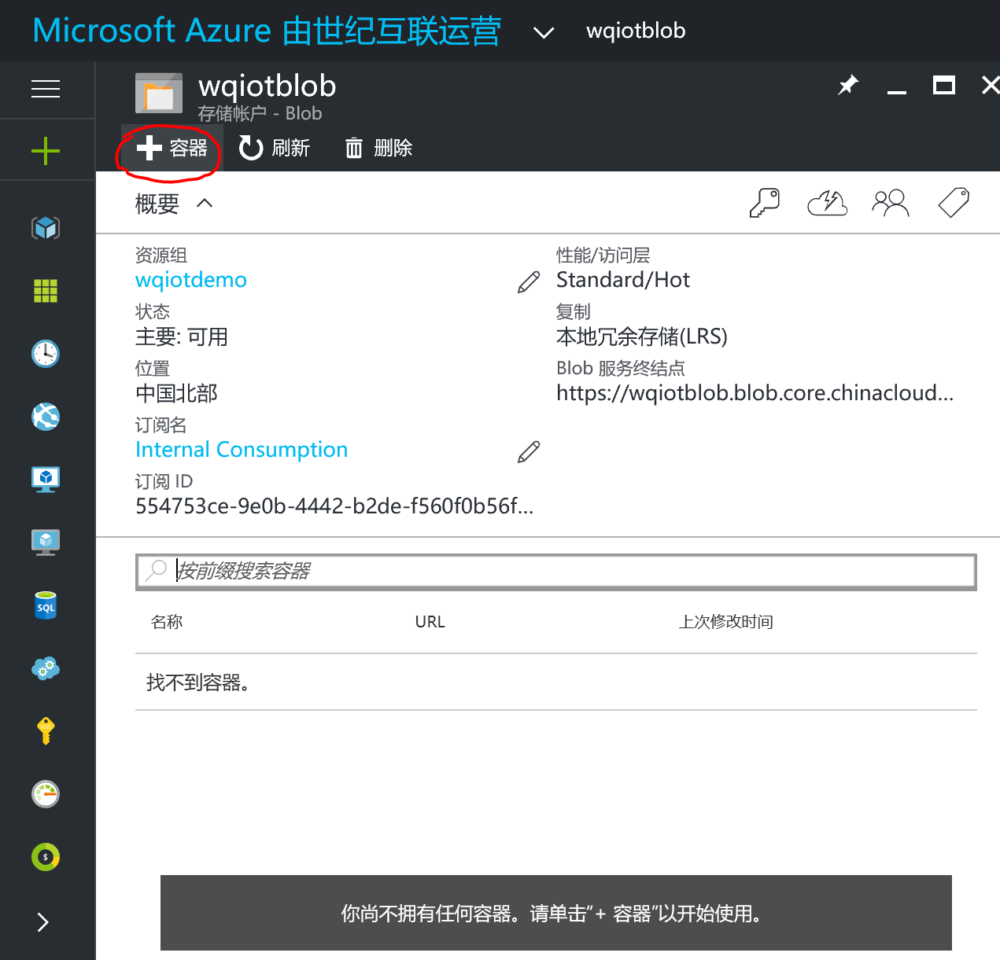 Microsoft Azure 由世纪互联运营 wqiotblob
wqiotblob
存储帐户 - Blob
容器 刷新 删除
概要
资源组
wqiotdemo
状态
主要: 可用
位置
中国北部
订阅名
Internal Consumption
订阅 ID
554753ce-9e0b-4442-b2de-f560f0b56f...
性能/访问层
Standard/Hot
复制
本地冗余存储(LRS)
Blob 服务终结点
https://wqiotblob.blob.core.chinacloud...
按前缀搜索容器
名称 URL 上次修改时间
找不到容器。
SQL
$
你尚不拥有任何容器。请单击“+ 容器”以开始使用。